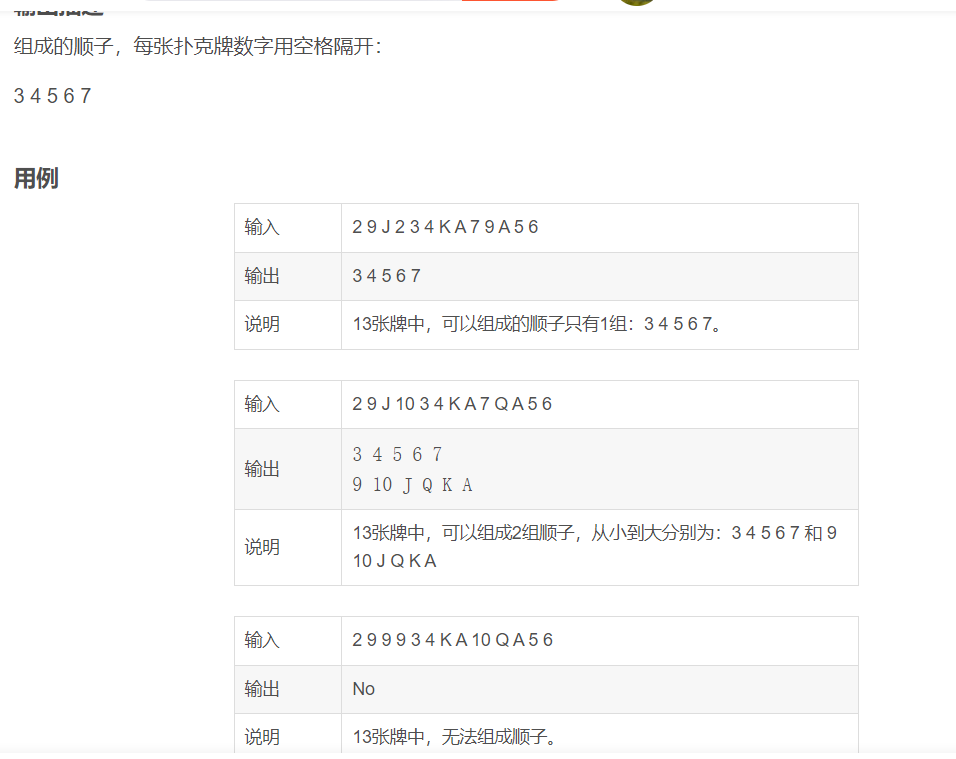 组成的顺子，每张扑克牌数字用空格隔开：
3 4 5 6 7
用例
输入 2 9 J 2 3 4 K A 7 9 A 5 6
输出 3 4 5 6 7
说明 13张牌中，可以组成的顺子只有1组：3 4 5 6 7。
输入 2 9 J 10 3 4 K A 7 Q A 5 6
输出 3 4 5 6 7
9 10 J Q K A
说明 13张牌中，可以组成2组顺子，从小到大分别为：3 4 5 6 7 和 9
10 J Q K A
输入 2 9 9 9 3 4 K A 10 Q A 5 6
输出 No
说明 13张牌中，无法组成顺子。